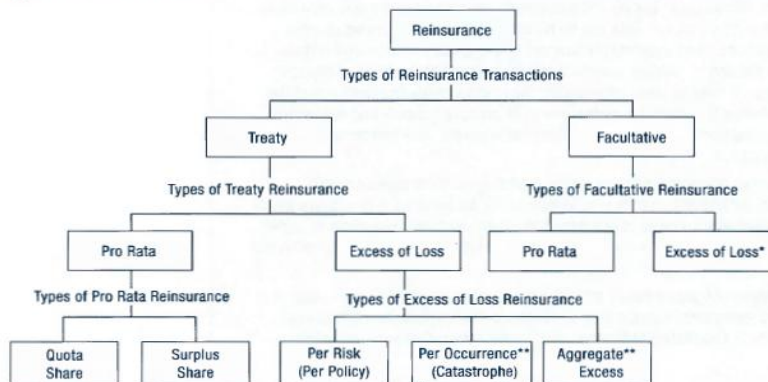 Reinsurance
Types of Reinsurance Transactions
Treaty
Facultative
Types of Treaty Reinsurance
Types of Facultative Reinsurance
Pro Rata
Excess of Loss
Pro Rata
Excess of Loss*
Types of Pro Rata Reinsurance
Types of Excess of Loss Reinsurance
Quota
Share
Surplus
Share
Per Risk
(Per Policy)
Per Occurrence**
(Catastrophe)
Aggregate**
Excess